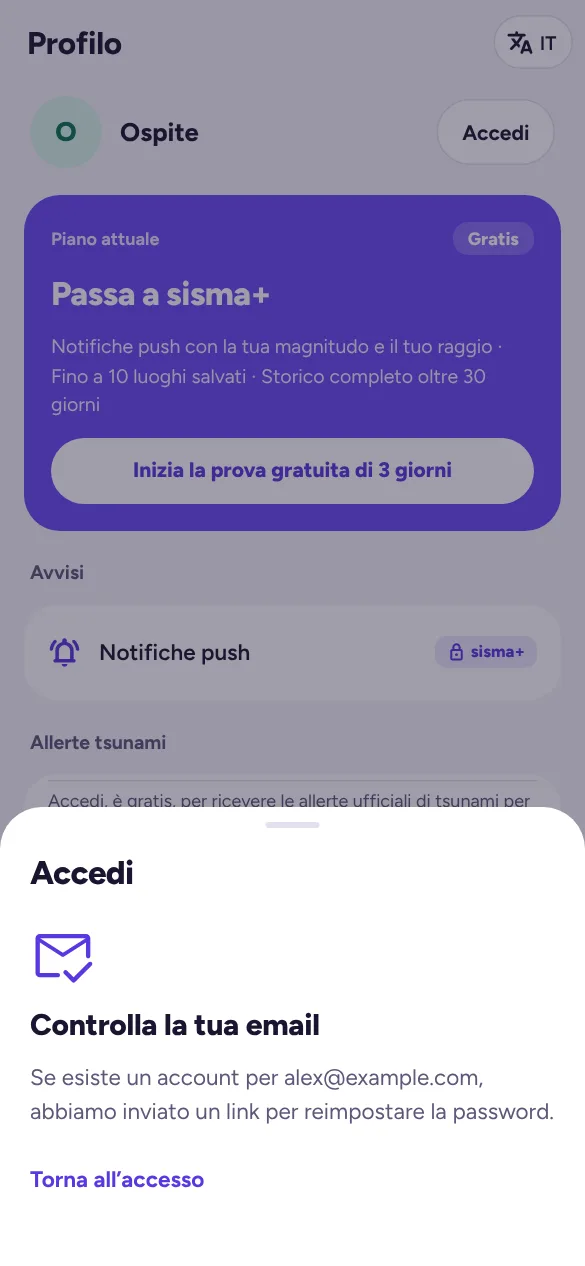 Profilo
IT
O
Ospite
Accedi
Piano attuale
Gratis
Passa a sisma+
Notifiche push con la tua magnitudo e il tuo raggio ·
Fino a 10 luoghi salvati · Storico completo oltre 30
giorni
Inizia la prova gratuita di 3 giorni
Avvisi
Notifiche push
sisma+
Allerte tsunami
Accedi, è gratis, per ricevere le allerte ufficiali di tsunami per
Accedi
Controlla la tua email
Se esiste un account per alex@example.com,
abbiamo inviato un link per reimpostare la password.
Torna all’accesso